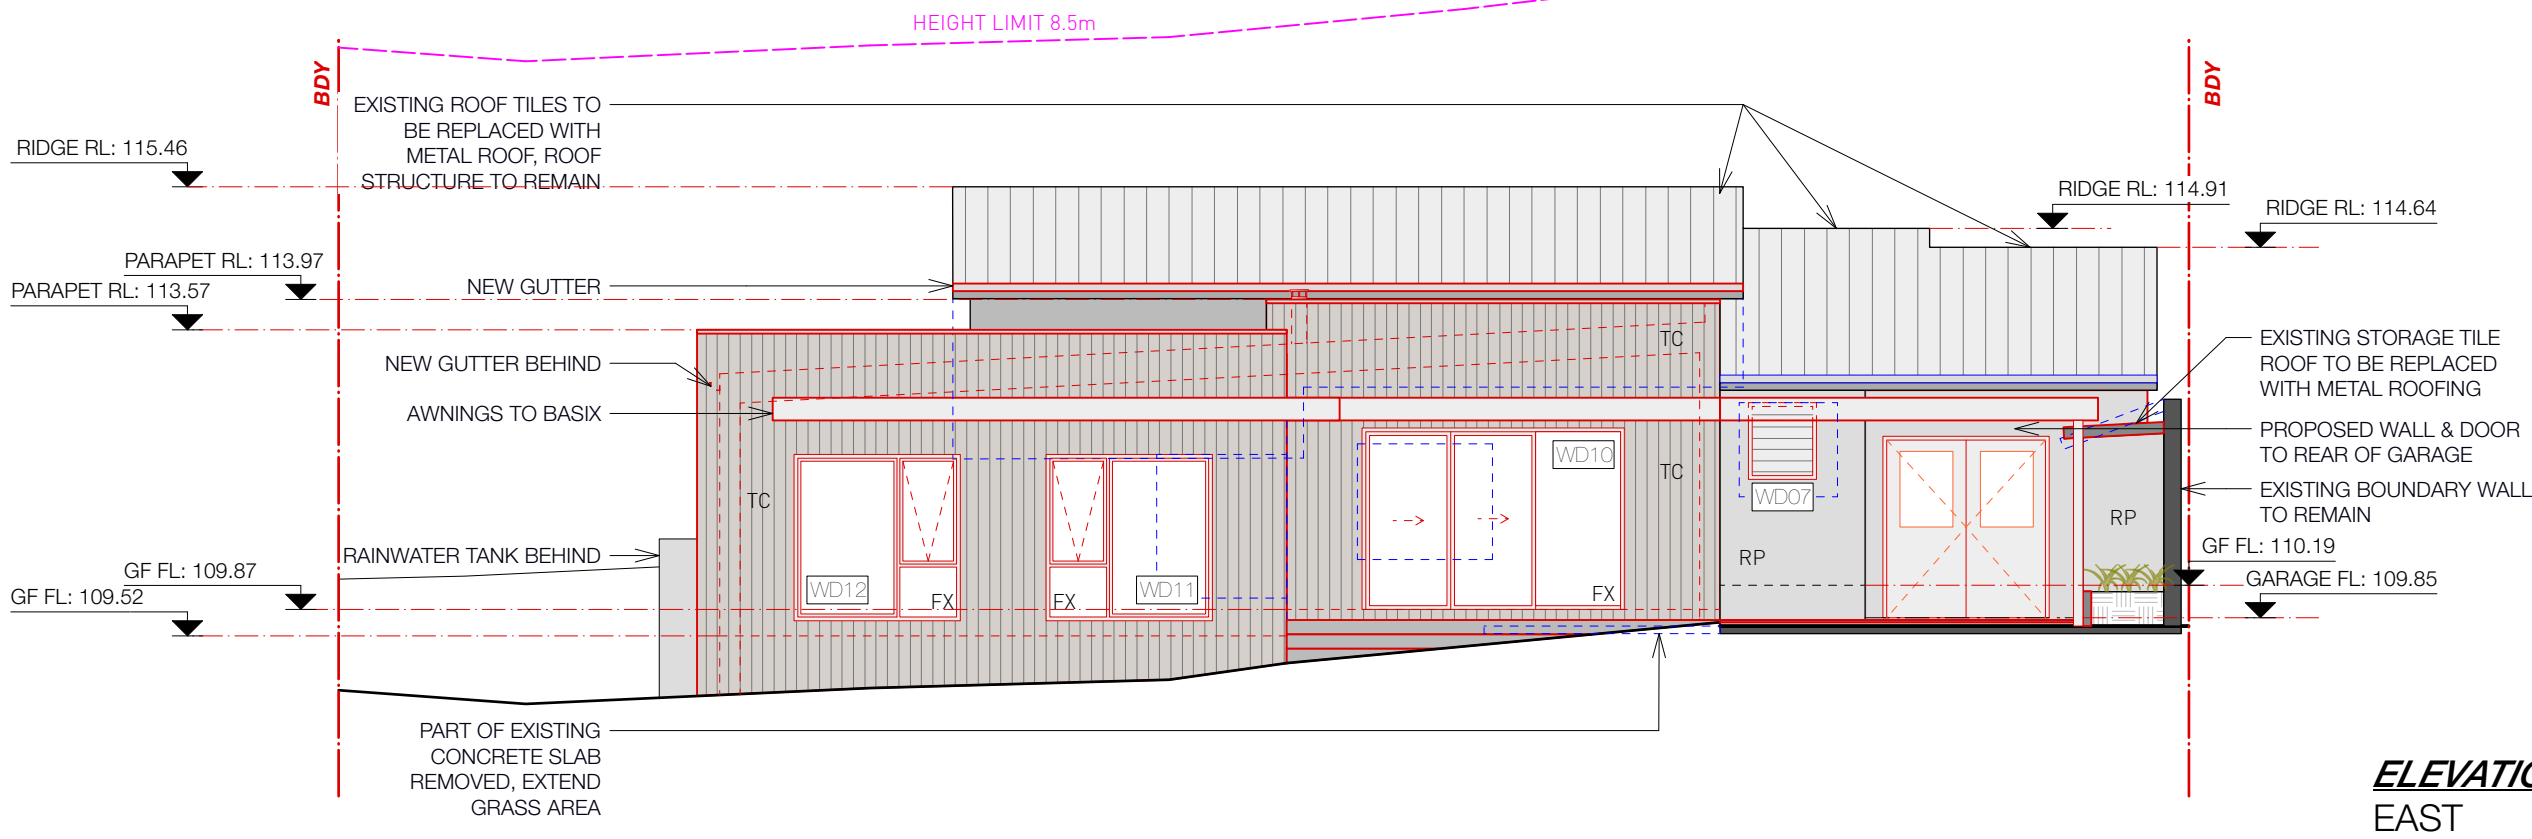 HEIGHT LIMIT 8.5m
BDY
BDY
EXISTING ROOF TILES TO
BE REPLACED WITH
METAL ROOF, ROOF
STRUCTURE TO REMAIN
RIDGE RL: 115.46
RIDGE RL: 114.91
RIDGE RL: 114.64
PARAPET RL: 113.97
PARAPET RL: 113.57
NEW GUTTER
NEW GUTTER BEHIND
AWNINGS TO BASIX
TC
TC
TC
EXISTING STORAGE TILE
ROOF TO BE REPLACED
WITH METAL ROOFING
PROPOSED WALL & DOOR
TO REAR OF GARAGE
EXISTING BOUNDARY WALL
TO REMAIN
WD10
WD07
RP
RP
RAINWATER TANK BEHIND
GF FL: 109.87
GF FL: 109.52
WD12
FX
FX
WD11
FX
GF FL: 110.19
GARAGE FL: 109.85
PART OF EXISTING
CONCRETE SLAB
REMOVED, EXTEND
GRASS AREA
ELEVATIO
EAST